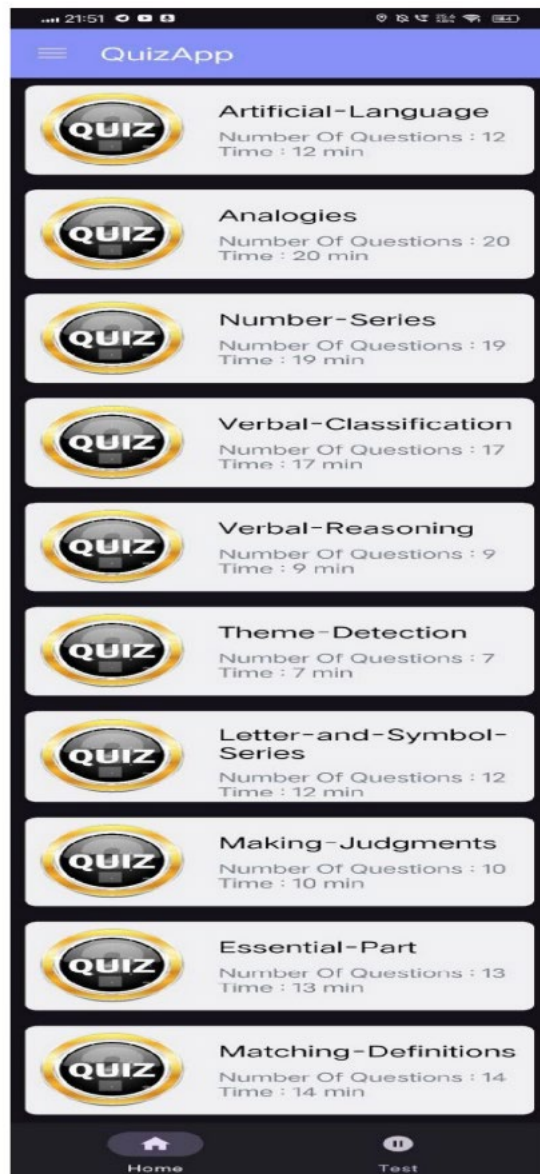 21:51
QuizApp
QUIZ
Artificial-Language
Number Of Questions : 12
Time : 12 min
QUIZ
Analogies
Number Of Questions : 20
Time : 20 min
QUIZ
Number-Series
Number Of Questions : 19
Time : 19 min
QUIZ
Verbal-Classification
Number Of Questions : 17
Time : 17 min
QUIZ
Verbal-Reasoning
Number Of Questions : 9
Time : 9 min
QUIZ
Theme-Detection
Number Of Questions : 7
Time : 7 min
QUIZ
Letter-and-Symbol-
Series
Number Of Questions : 12
Time : 12 min
QUIZ
Making-Judgments
Number Of Questions : 10
Time : 10 min
QUIZ
Essential-Part
Number Of Questions : 13
Time : 13 min
QUIZ
Matching-Definitions
Number Of Questions : 14
Time : 14 min
Home
Test